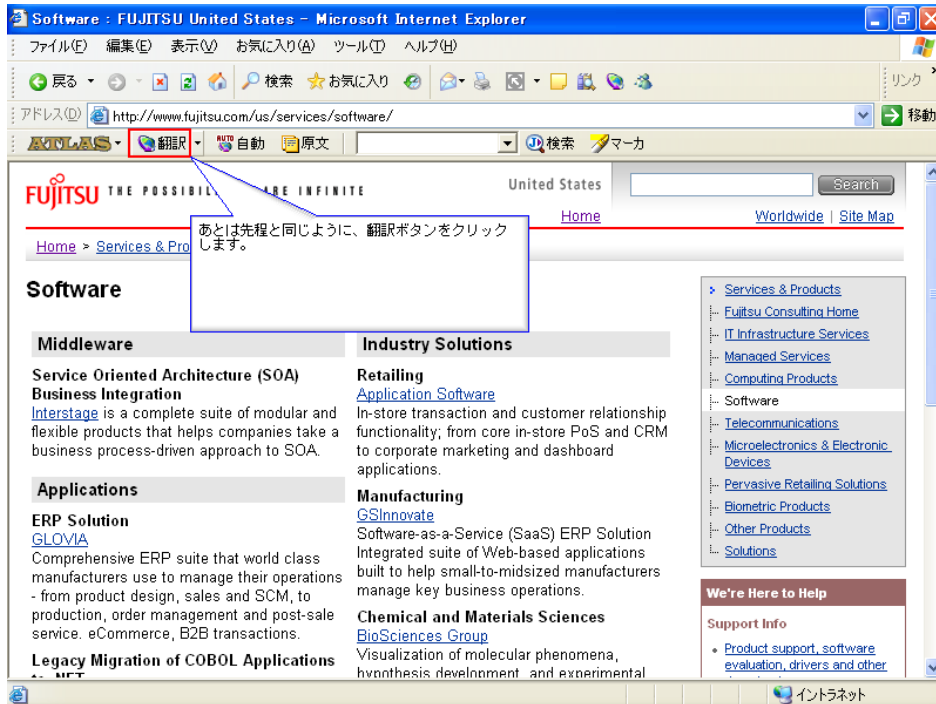 Software : FUJITSU United States - Microsoft Internet Explorer
ファイル(F) 編集(E) 表示(V) お気に入り(A) ツール(T) ヘルプ(H)
戻る 検索 お気に入り リンク
アドレス(D) http://www.fujitsu.com/us/services/software/ 移動
ATLAS 翻訳 AUTO 自動 原文 検索 マーカ
FUJITSU THE POSSIBIL ARE INFINITE United States Search
Home Worldwide | Site Map
Home > Services & Pro
あとは先程と同じように、翻訳ボタンをクリック
します。
Software
Middleware
Service Oriented Architecture (SOA)
Business Integration
Interstage is a complete suite of modular and
flexible products that helps companies take a
business process-driven approach to SOA.
Applications
ERP Solution
GLOVIA
Comprehensive ERP suite that world class
manufacturers use to manage their operations
- from product design, sales and SCM, to
production, order management and post-sale
service. eCommerce, B2B transactions.
Legacy Migration of COBOL Applications
to .NET
Industry Solutions
Retailing
Application Software
In-store transaction and customer relationship
functionality; from core in-store PoS and CRM
to corporate marketing and dashboard
applications.
Manufacturing
GSInnovate
Software-as-a-Service (SaaS) ERP Solution
Integrated suite of Web-based applications
built to help small-to-midsized manufacturers
manage key business operations.
Chemical and Materials Sciences
BioSciences Group
Visualization of molecular phenomena,
hypothesis development, and experimental
Services & Products
Fujitsu Consulting Home
IT Infrastructure Services
Managed Services
Computing Products
Software
Telecommunications
Microelectronics & Electronic
Devices
Pervasive Retailing Solutions
Biometric Products
Other Products
Solutions
We're Here to Help
Support Info
• Product support, software
evaluation, drivers and other
イントラネット